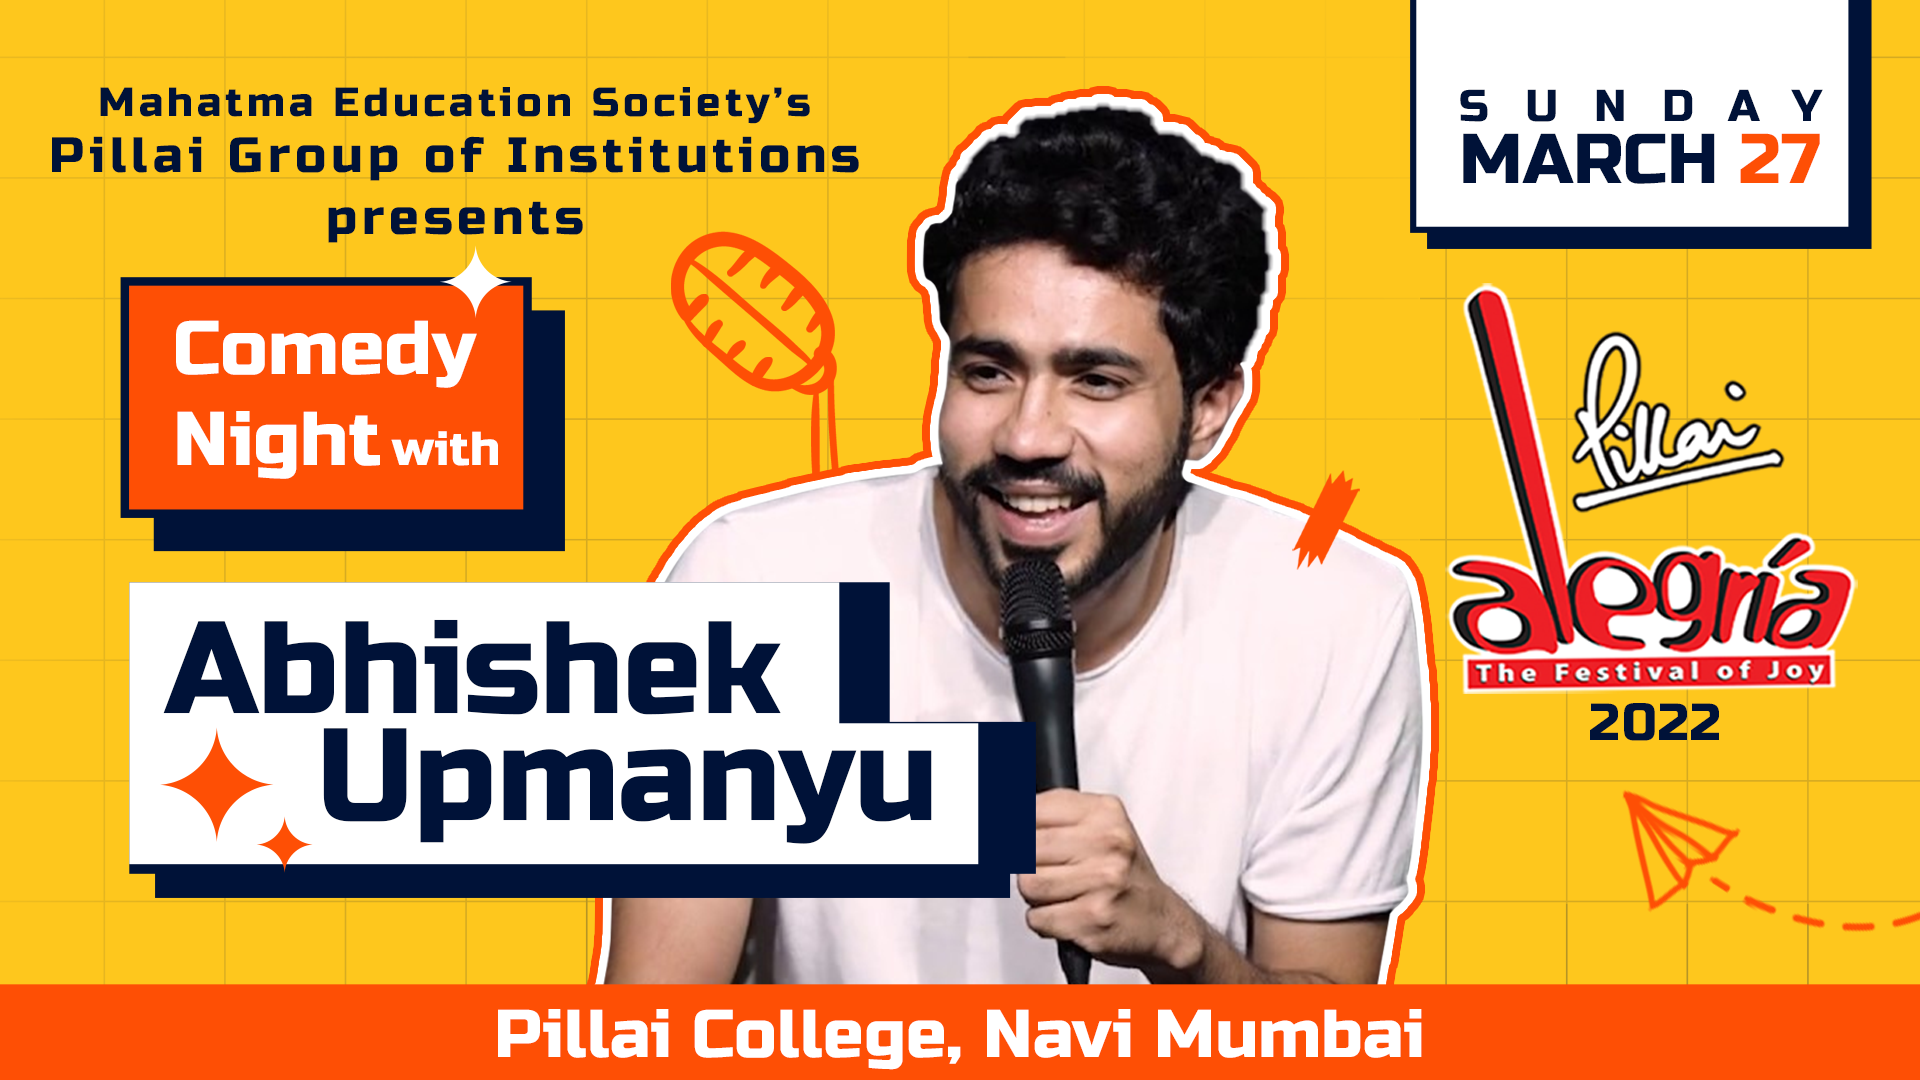 Mahatma Education Society’s
Pillai Group of Institutions
presents
Comedy
Night with
Abhishek
Upmanyu
SUNDAY
MARCH 27
Pillai
alegría
The Festival of Joy
2022
Pillai College, Navi Mumbai